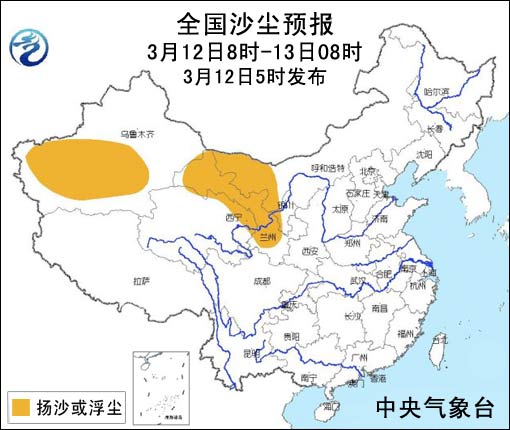 全国沙尘预报
3月12日8时-13日08时
3月12日5时发布
哈尔滨
乌鲁木齐
长春
沈阳
呼和浩特
北京
天津
石家庄
银川
太原
济南
西宁
兰州
郑州
西安
拉萨
成都
武汉
合肥
南京
上海
杭州
重庆
长沙
南昌
贵阳
福州
台北
昆明
广州
南宁
澳门
香港
海口
南海诸岛
扬沙或浮尘
中央气象台